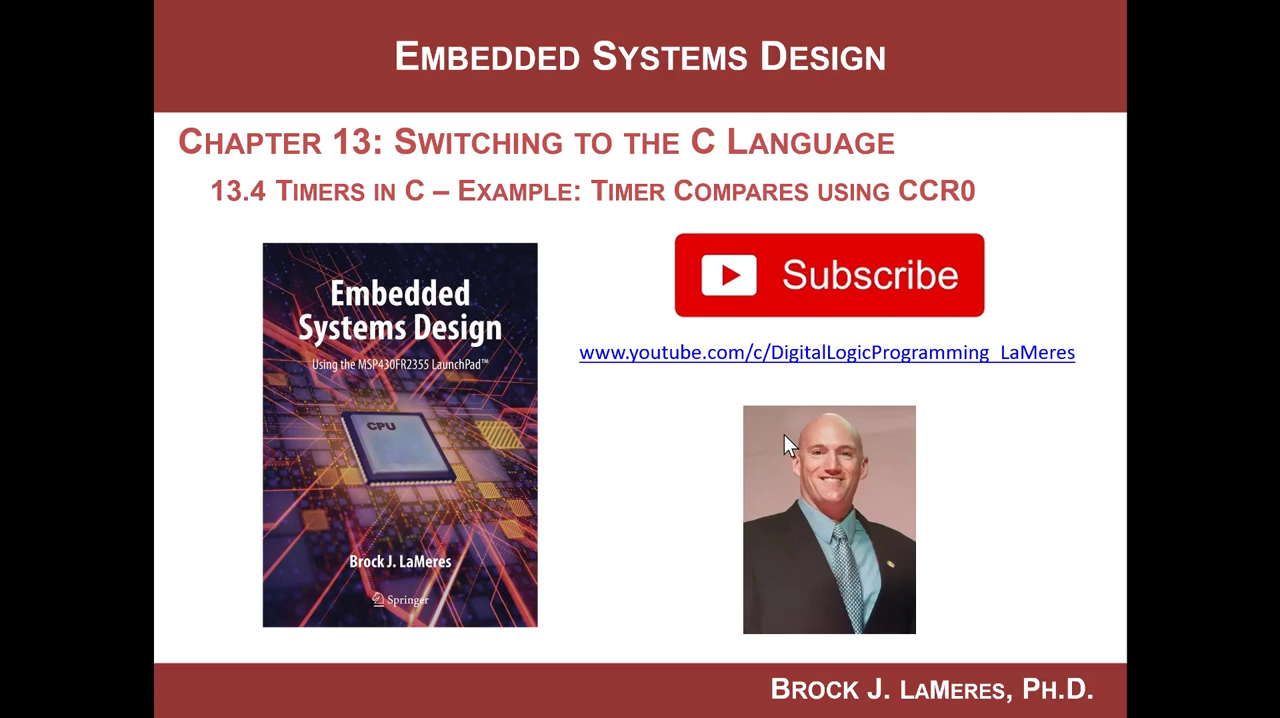 EMBEDDED SYSTEMS DESIGN
CHAPTER 13: SWITCHING TO THE C LANGUAGE
13.4 TIMERS IN C – EXAMPLE: TIMER COMPARES USING CCR0
Embedded
Systems Design
Using the MSP430FR2355 LaunchPad™
CPU
Brock J. LaMeres
Springer
Subscribe
www.youtube.com/c/DigitalLogicProgramming_LaMeres
BROCK J. LAMERES, PH.D.